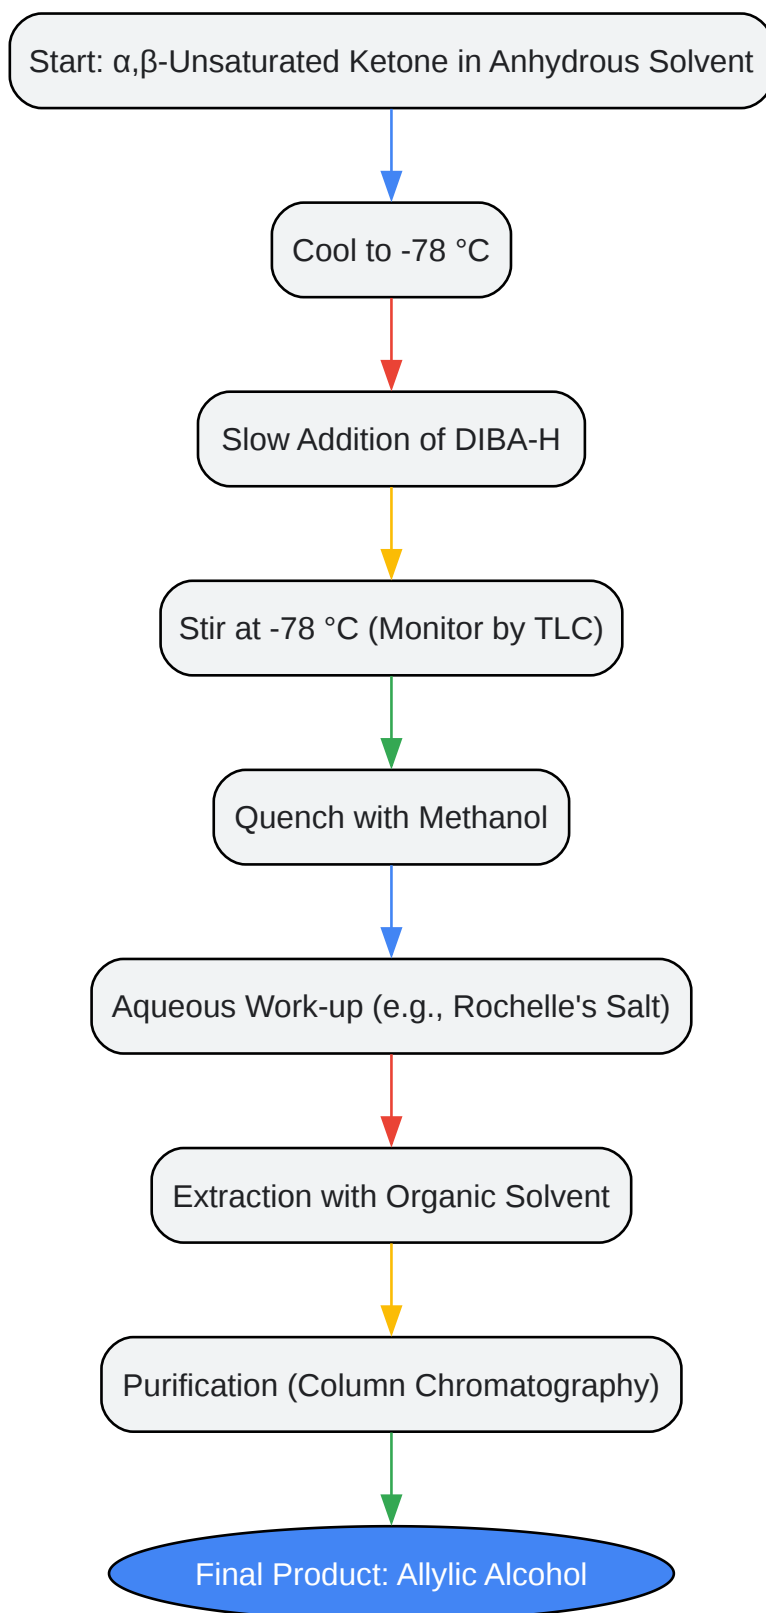 Start: α,β-Unsaturated Ketone in Anhydrous Solvent
Cool to -78 °C
Slow Addition of DIBA-H
Stir at -78 °C (Monitor by TLC)
Quench with Methanol
Aqueous Work-up (e.g., Rochelle's Salt)
Extraction with Organic Solvent
Purification (Column Chromatography)
Final Product: Allylic Alcohol